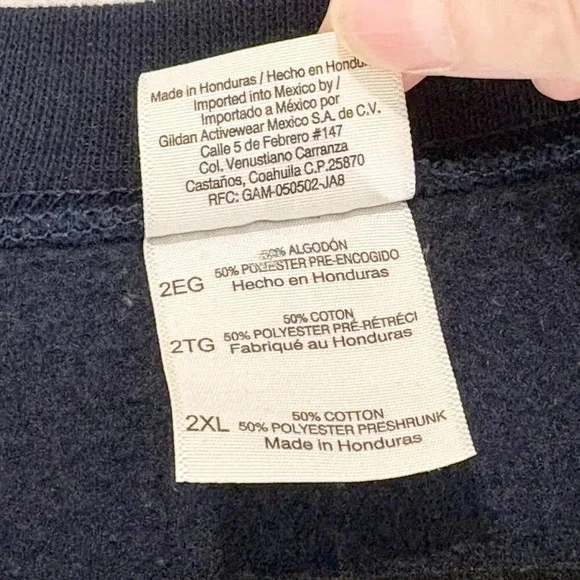 Made in Honduras / Hecho en
Imported into Mexico by /
Importado a México por
Gildan Activewear Mexico S.A. de C.V.
Calle 5 de Febrero #147
Col. Venustiano Carranza
Castaños, Coahuila C.P.25870
RFC: GAM-050502-JA8
50% ALGODÓN
2EG 50% POLYESTER PRE-ENCOGIDO
Hecho en Honduras
50% COTON
2TG 50% POLYESTER PRÉ-RÉTRÉCI
Fabriqué au Honduras
50% COTTON
2XL 50% POLYESTER PRESHRUNK
Made in Honduras